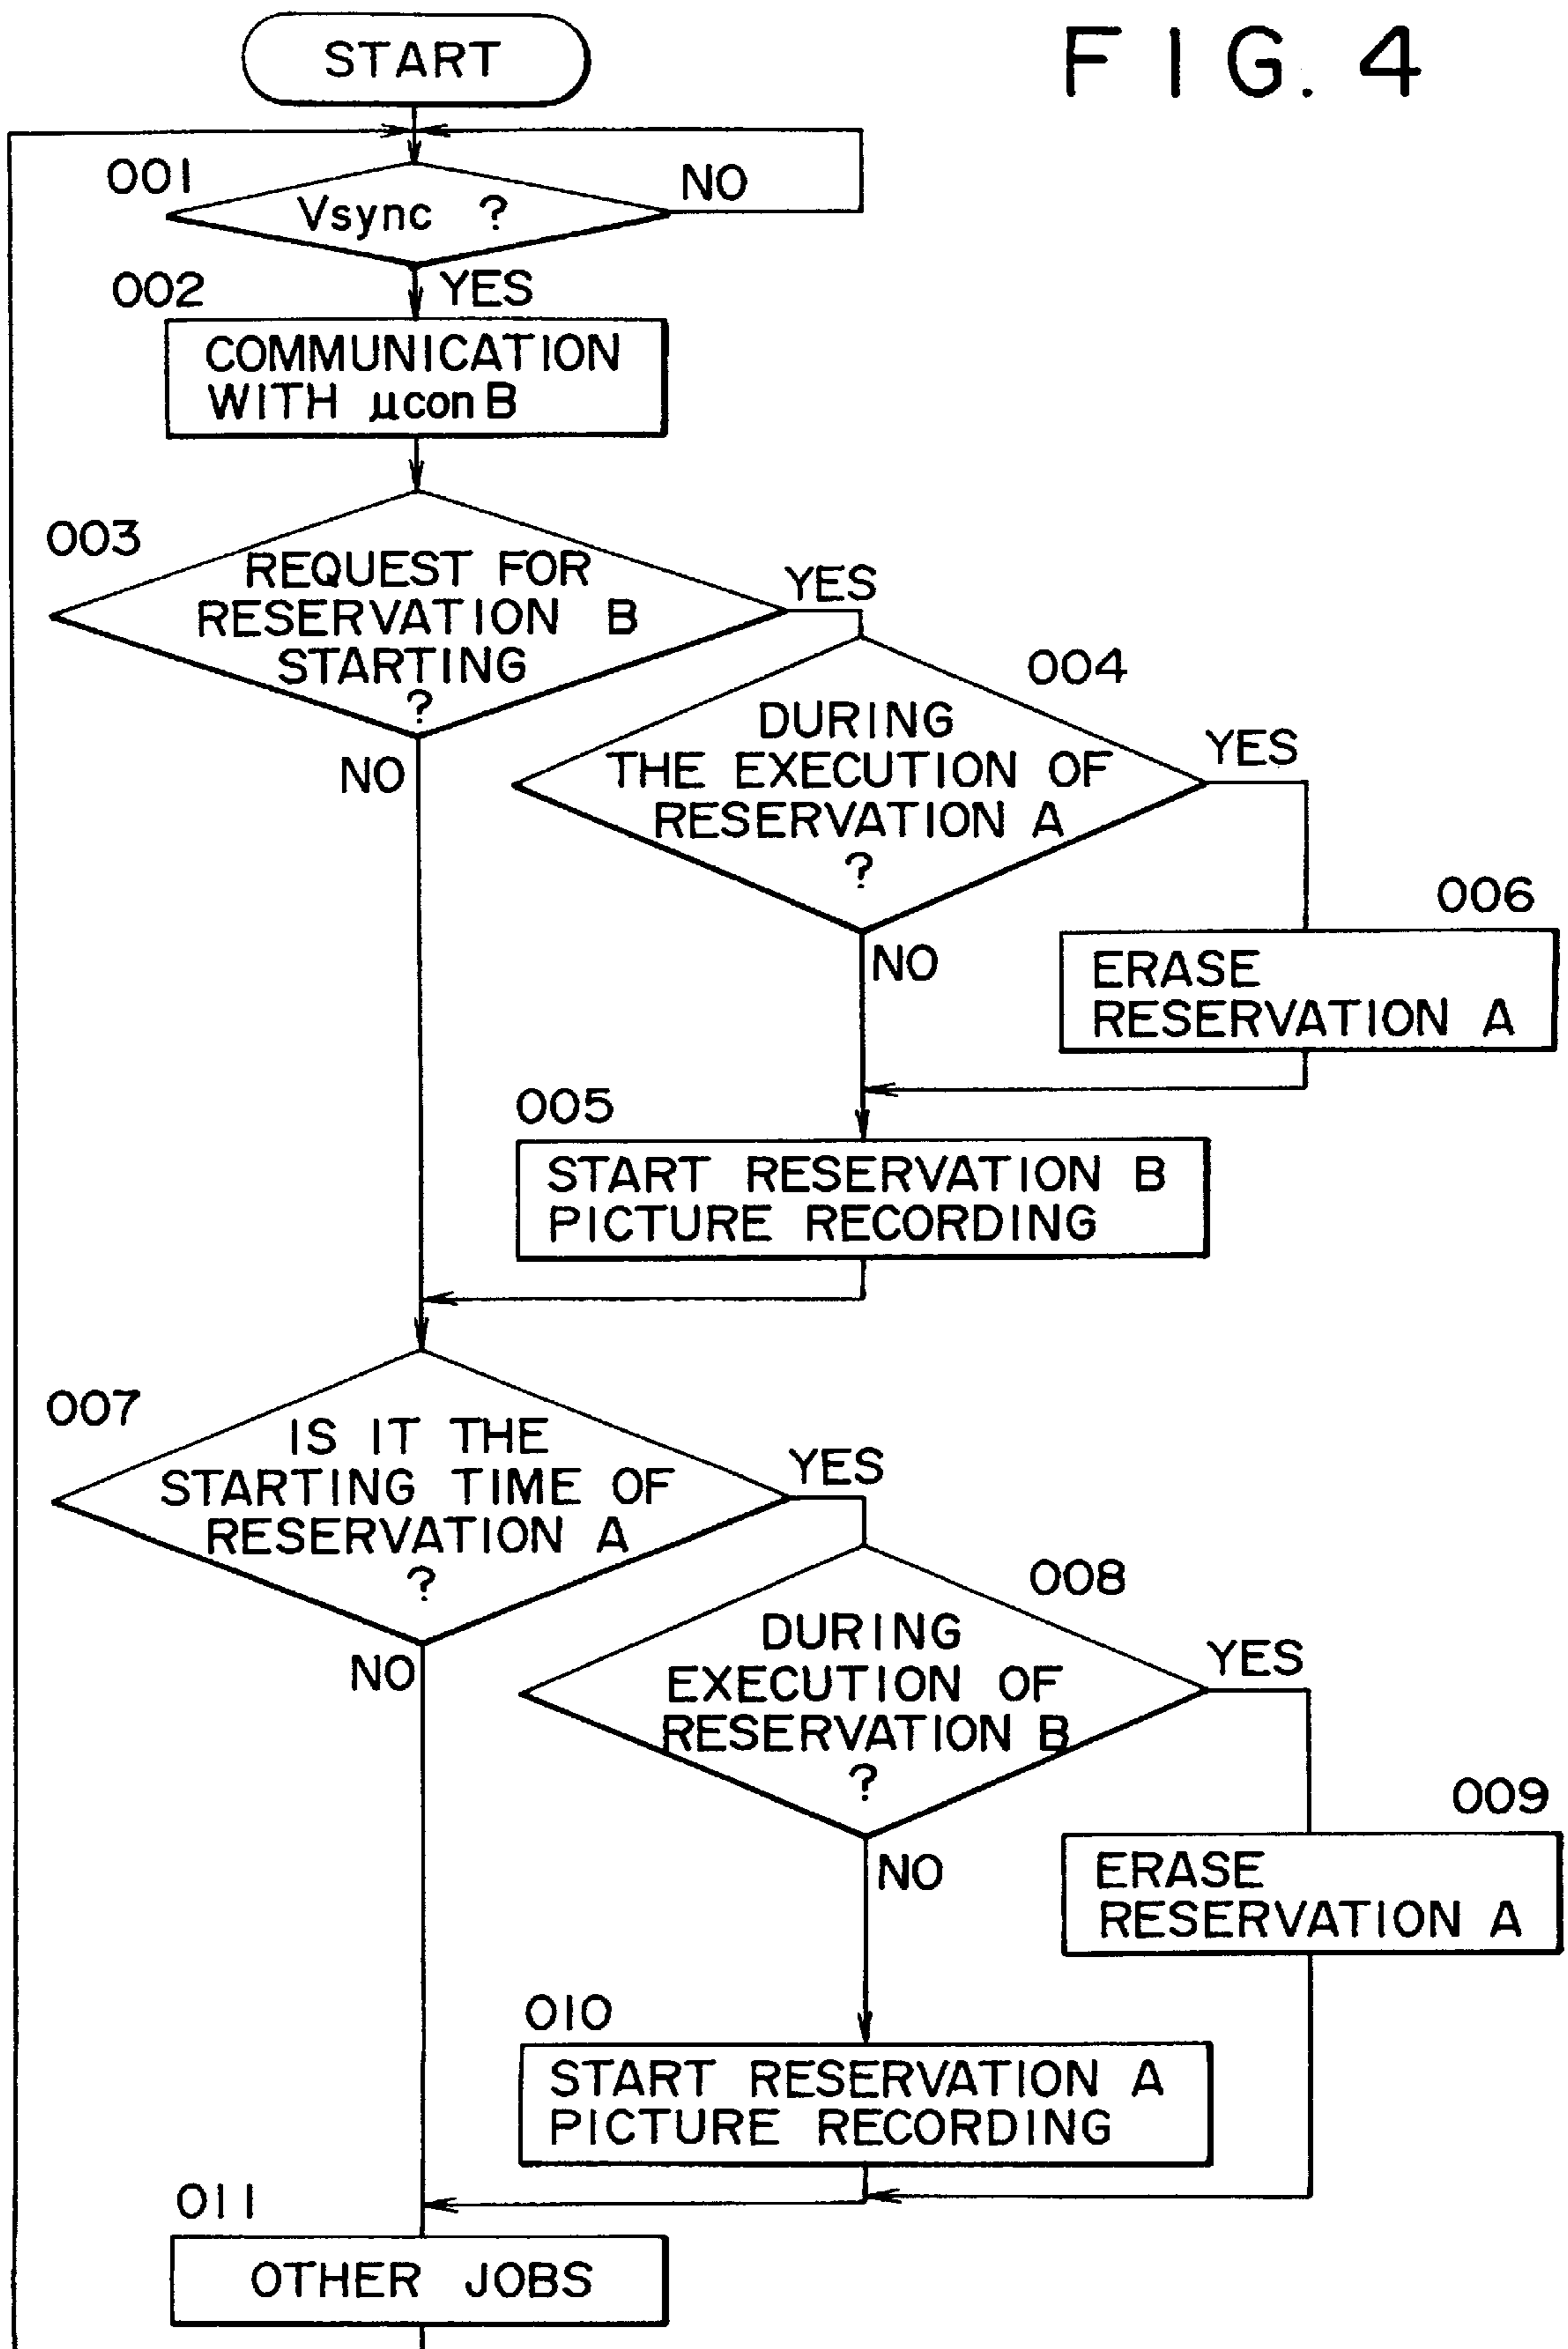 FIG. 4
START
001
Vsync ?
NO
002
YES
COMMUNICATION
WITH μcon B
003
REQUEST FOR
RESERVATION B
STARTING
?
YES
NO
004
DURING
THE EXECUTION OF
RESERVATION A
?
YES
NO
006
ERASE
RESERVATION A
005
START RESERVATION B
PICTURE RECORDING
007
IS IT THE
STARTING TIME OF
RESERVATION A
?
YES
NO
008
DURING
EXECUTION OF
RESERVATION B
?
YES
NO
009
ERASE
RESERVATION A
010
START RESERVATION A
PICTURE RECORDING
011
OTHER JOBS